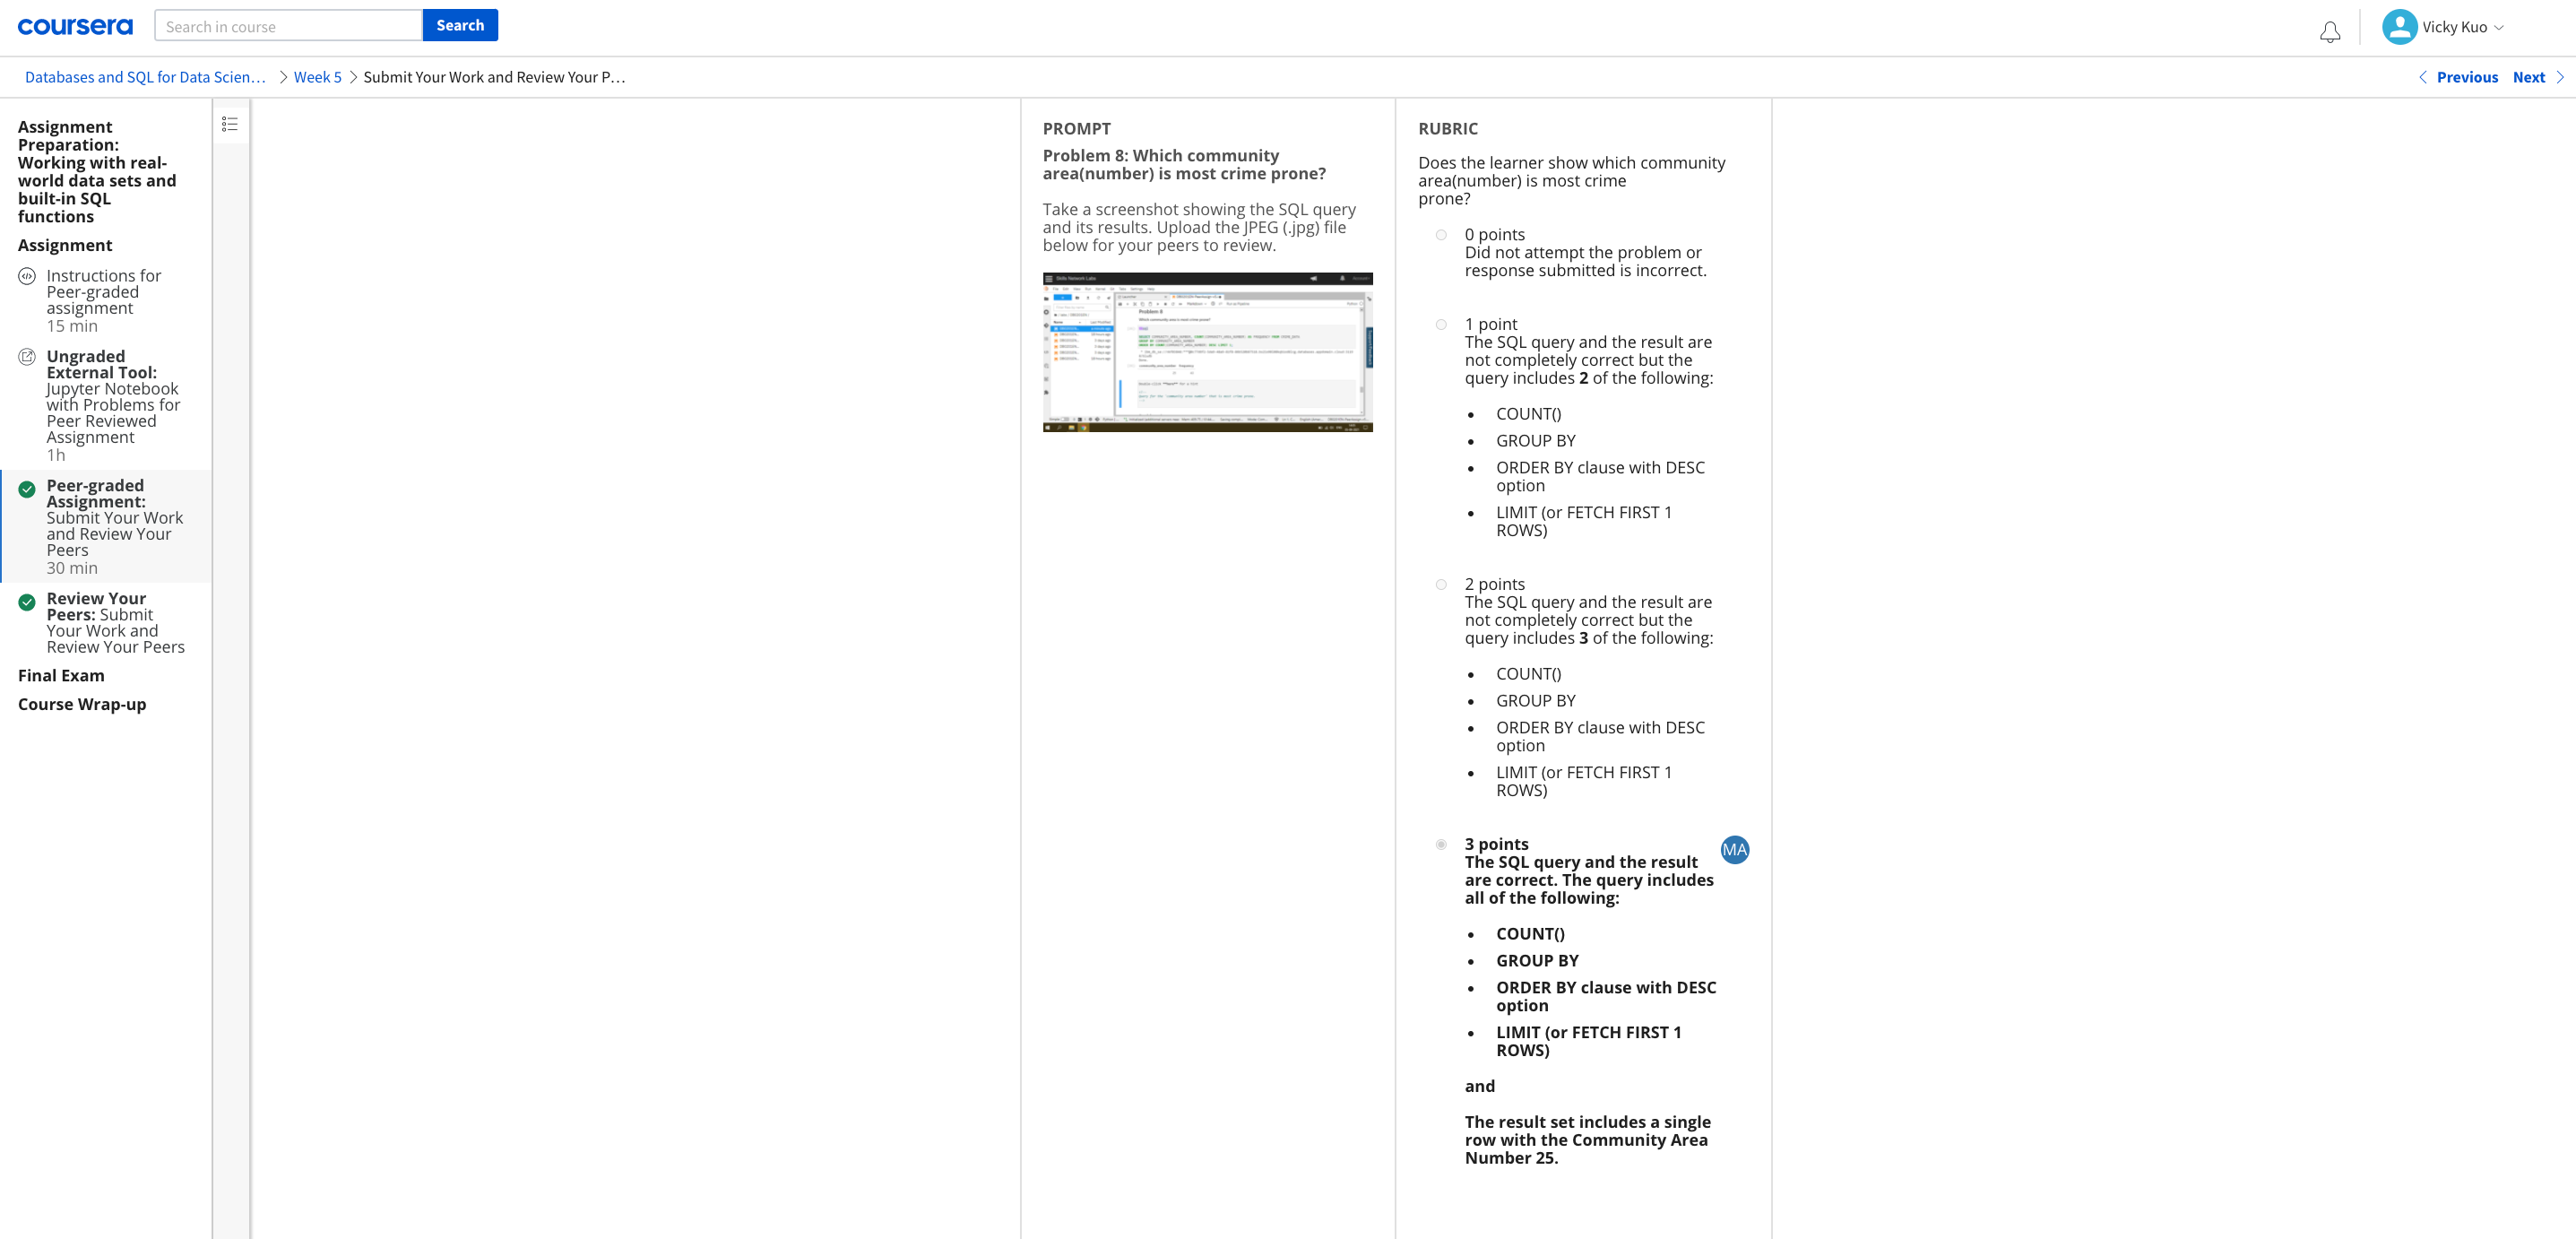 coursera
Search in course
Search
Vicky Kuo
Databases and SQL for Data Scien... > Week 5 > Submit Your Work and Review Your P...
Previous
Next
Assignment
Preparation:
Working with real-
world data sets and
built-in SQL
functions
Assignment
Instructions for
Peer-graded
assignment
15 min
Ungraded
External Tool:
Jupyter Notebook
with Problems for
Peer Reviewed
Assignment
1h
Peer-graded
Assignment:
Submit Your Work
and Review Your
Peers
30 min
Review Your
Peers: Submit
Your Work and
Review Your Peers
Final Exam
Course Wrap-up
PROMPT
Problem 8: Which community
area(number) is most crime prone?
Take a screenshot showing the SQL query
and its results. Upload the JPEG (.jpg) file
below for your peers to review.
Skills Network Labs
Problem 8
Which community area is most crime prone?
RUBRIC
Does the learner show which community
area(number) is most crime
prone?
0 points
Did not attempt the problem or
response submitted is incorrect.
1 point
The SQL query and the result are
not completely correct but the
query includes 2 of the following:
• COUNT()
• GROUP BY
• ORDER BY clause with DESC
option
• LIMIT (or FETCH FIRST 1
ROWS)
2 points
The SQL query and the result are
not completely correct but the
query includes 3 of the following:
• COUNT()
• GROUP BY
• ORDER BY clause with DESC
option
• LIMIT (or FETCH FIRST 1
ROWS)
3 points
MA
The SQL query and the result
are correct. The query includes
all of the following:
• COUNT()
• GROUP BY
• ORDER BY clause with DESC
option
• LIMIT (or FETCH FIRST 1
ROWS)
and
The result set includes a single
row with the Community Area
Number 25.